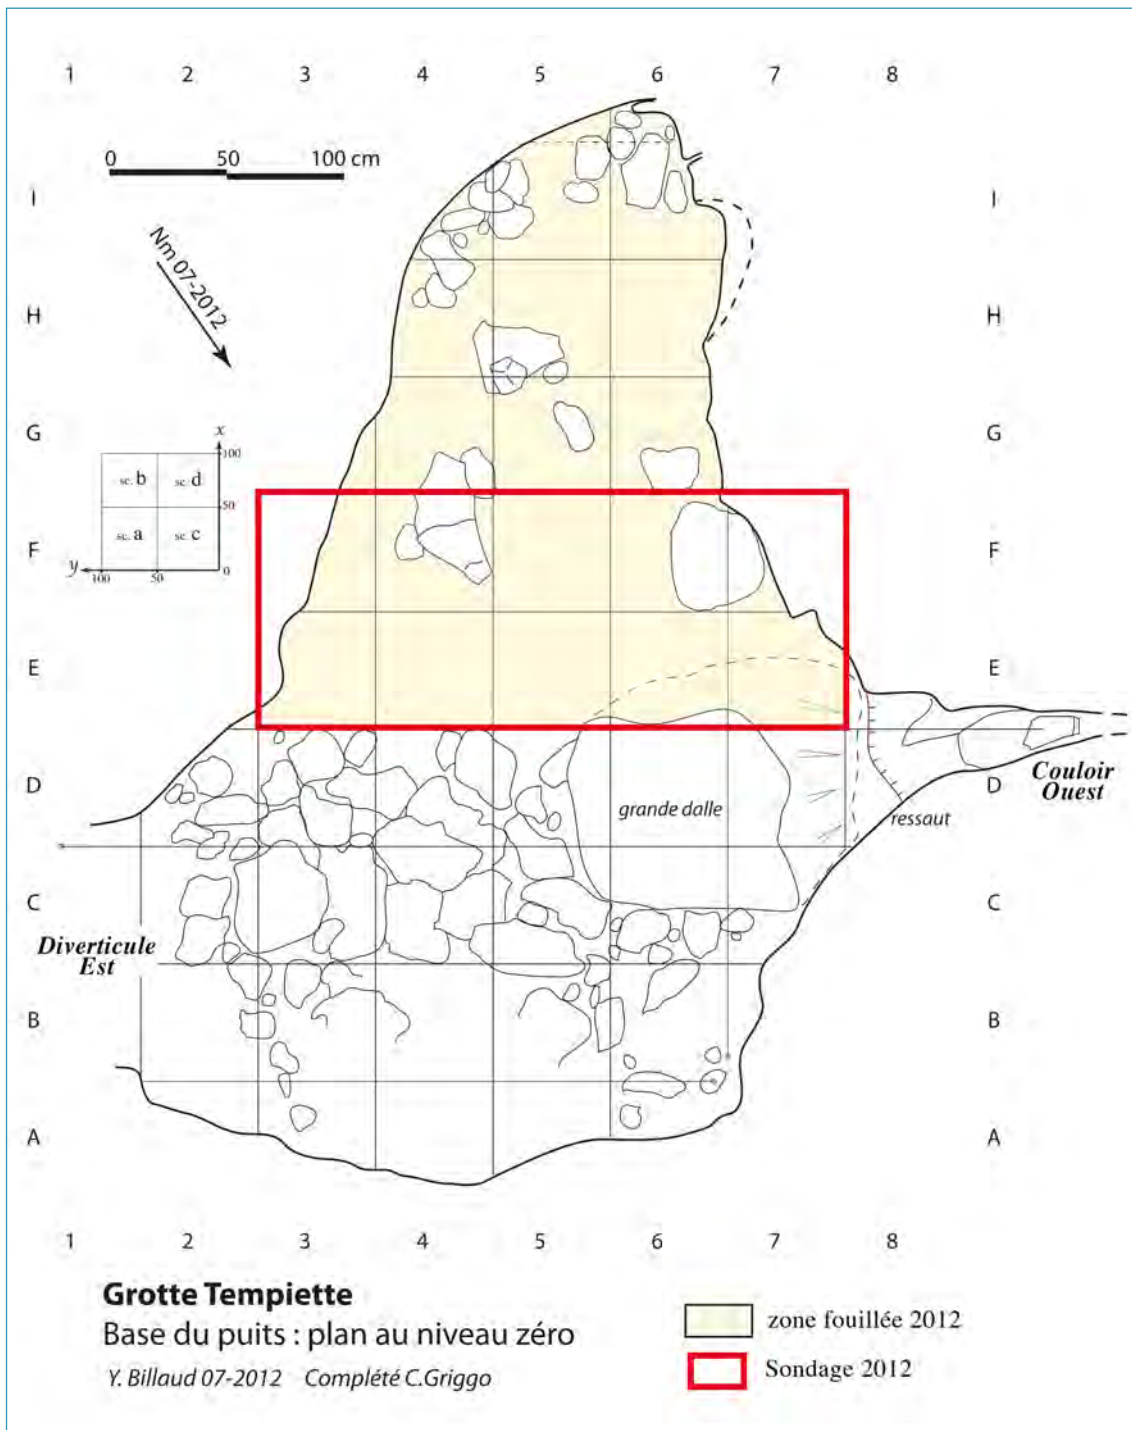 1 2 3 4 5 6 7 8
0 50 100 cm
I I
Nm 07-2012
H H
G G
x
100
sc. b sc. d
50
sc. a sc. c
y
100 50 0
F F
E E
D D
grande dalle
ressaut
Couloir
Ouest
C C
Diverticule
Est
B B
A A
1 2 3 4 5 6 7 8
Grotte Tempiette
Base du puits : plan au niveau zéro
Y. Billaud 07-2012 Complété C.Griggo
zone fouillée 2012
Sondage 2012